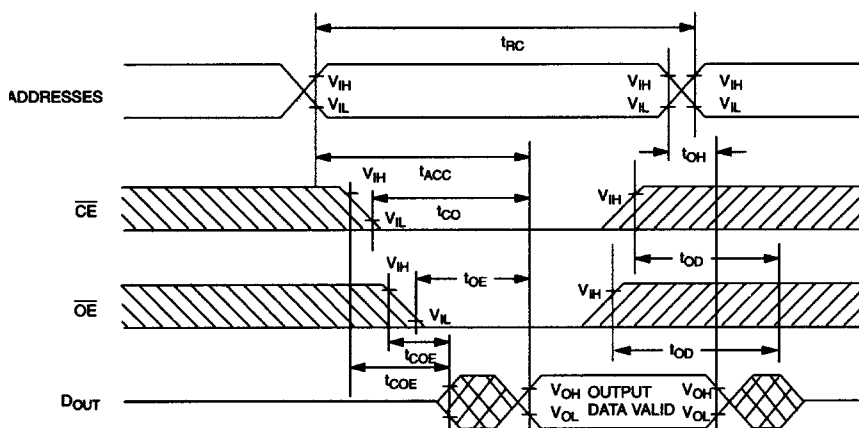 tRC
ADDRESSES
VIH VIH VIH
VIL VIL VIL
tOH
tACC
VIH
VIH
CE
tCO
VIL
tOD
VIH
tOE
VIH
OE
VIL
tCOE
tOD
tCOE
DOUT
VOH OUTPUT VOH
VOL DATA VALID VOL